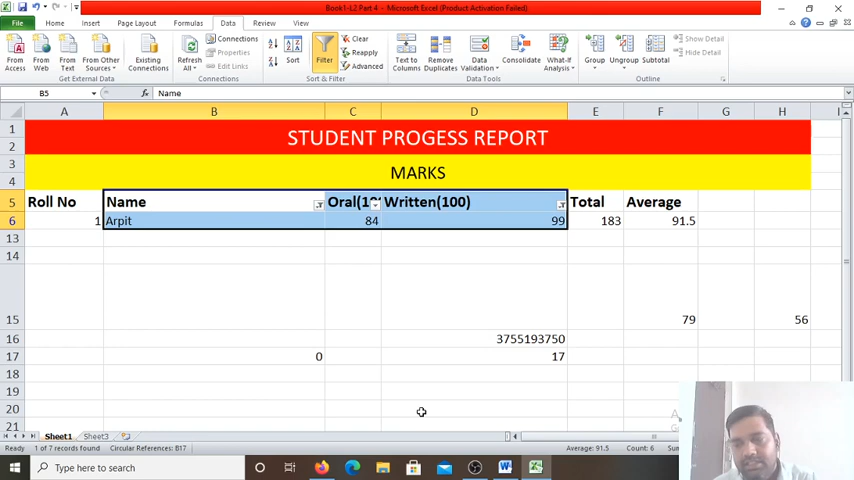 Book1-L2 Part 4 - Microsoft Excel (Product Activation Failed)
File Home Insert Page Layout Formulas Data Review View
From Access From Web From Text From Other Sources Existing Connections Refresh All Connections Properties Edit Links Sort Filter Clear Reapply Advanced Text to Columns Remove Duplicates Data Validation Consolidate What-If Analysis Group Ungroup Subtotal Show Detail Hide Detail
Get External Data Connections Sort & Filter Data Tools Outline
B5 fx Name
A B C D E F G H
1 STUDENT PROGESS REPORT
2
3 MARKS
4
5 Roll No Name Oral(10 Written(100) Total Average
6 1 Arpit 84 99 183 91.5
13
14
15 79 56
16 3755193750
17 0 17
18
19
20
21
Sheet1 Sheet3
Ready 1 of 7 records found Circular References: B17 Average: 91.5 Count: 6
Type here to search